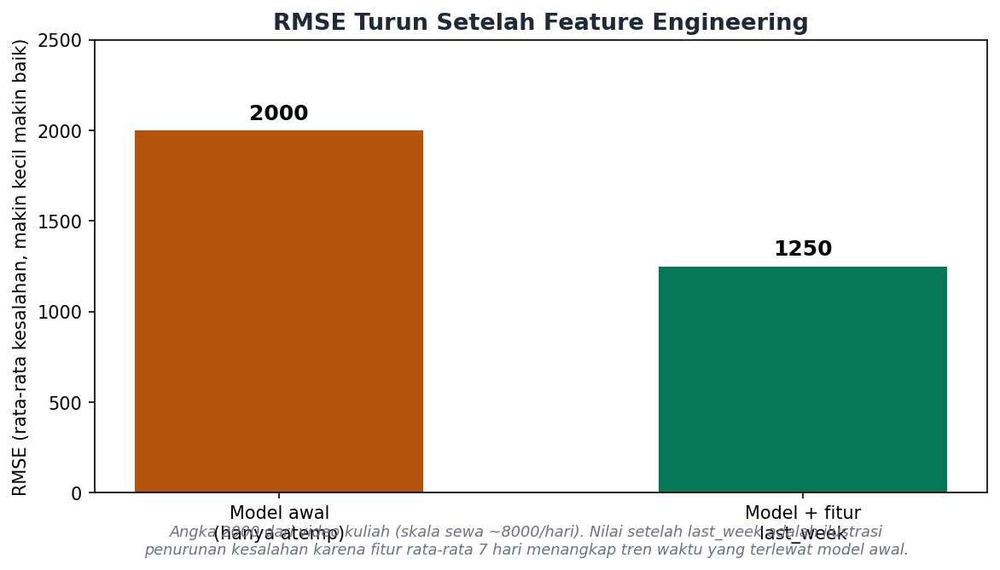 RMSE Turun Setelah Feature Engineering
RMSE (rata-rata kesalahan, makin kecil makin baik)
2500
2000
1500
1000
500
0
2000
1250
Model awal
(hanya atemp)
Model + fitur
last_week
Angka 2000 dari video kuliah (skala sewa ~8000/hari). Nilai setelah last_week adalah ilustrasi
penurunan kesalahan karena fitur rata-rata 7 hari menangkap tren waktu yang terlewat model awal.